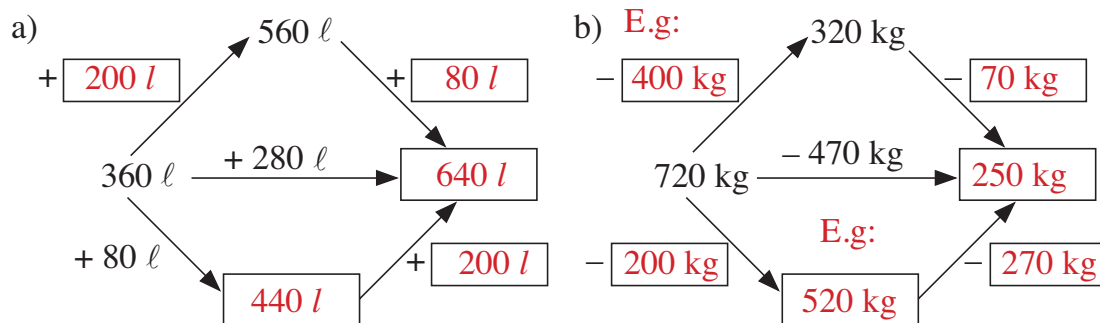 a)
560 ℓ
+ 200 l
+ 80 l
360 ℓ
+ 280 ℓ
640 l
+ 80 ℓ
440 l
+ 200 l
b) E.g:
320 kg
– 400 kg
– 70 kg
720 kg
– 470 kg
250 kg
– 200 kg
E.g:
520 kg
– 270 kg